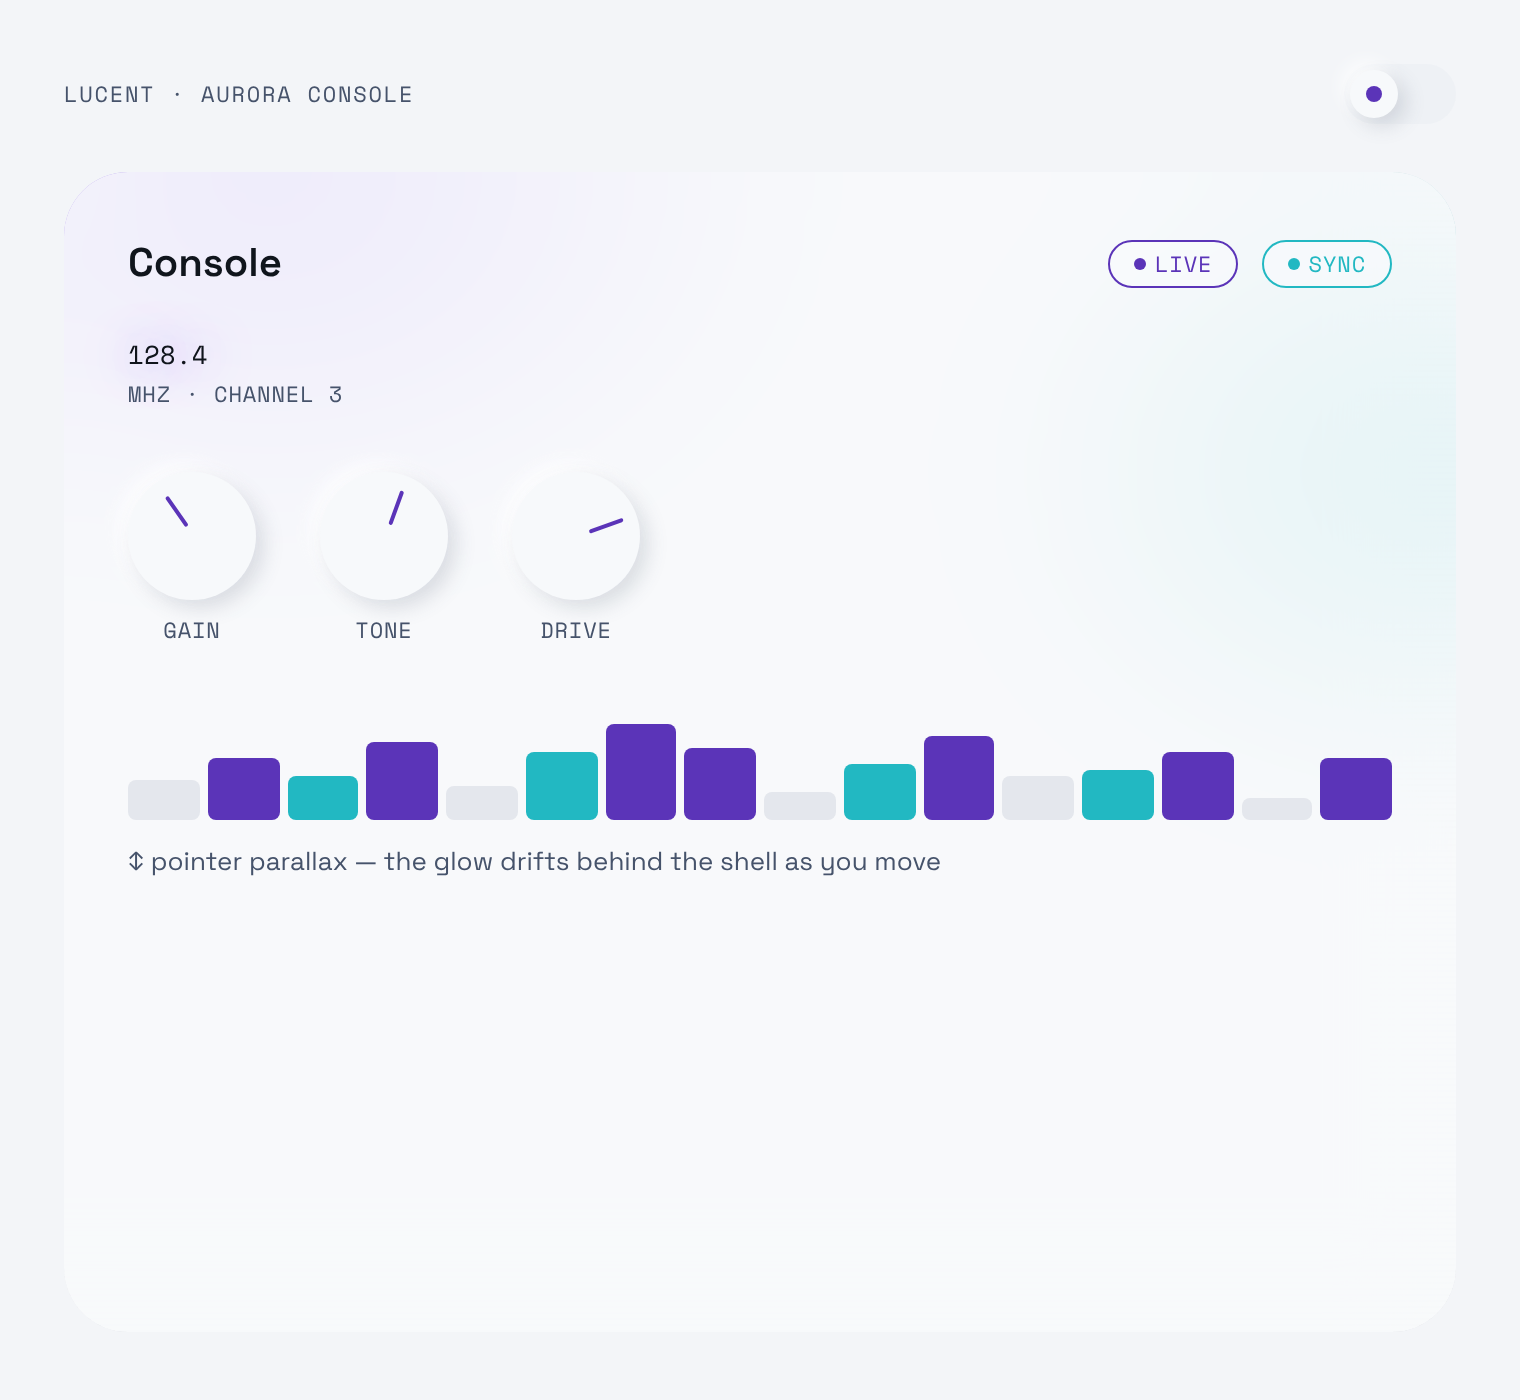 LUCENT · AURORA CONSOLE
Console
LIVE
SYNC
128.4
MHZ · CHANNEL 3
GAIN
TONE
DRIVE
↕ pointer parallax — the glow drifts behind the shell as you move